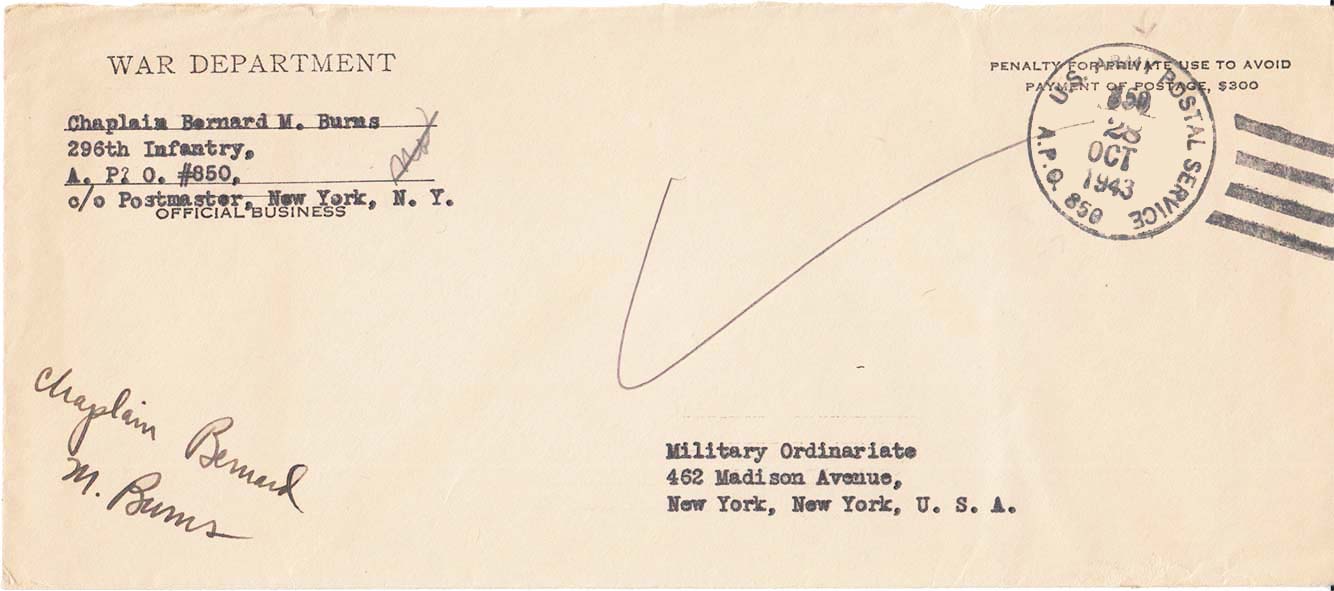 WAR DEPARTMENT
PENALTY FOR PRIVATE USE TO AVOID
PAYMENT OF POSTAGE, $300
Chaplain Bernard M. Burns
296th Infantry,
A. P? O. #850,
c/o Postmaster, New York, N. Y.
OFFICIAL BUSINESS
U.S. ARMY POSTAL SERVICE
850
28
OCT
1943
A.P.O. 850
Chaplain Bernard
M. Burns
Military Ordinariate
462 Madison Avenue,
New York, New York, U. S. A.